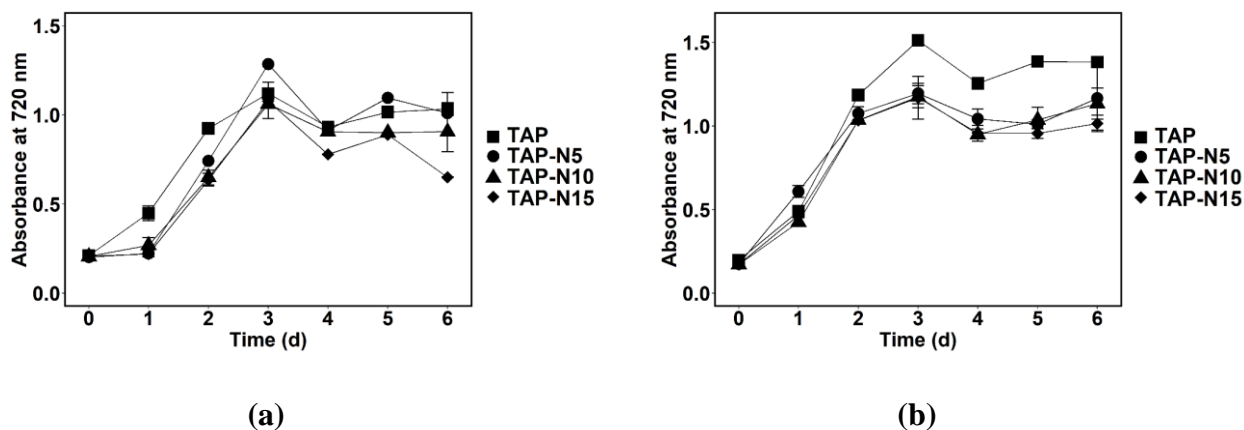 Absorbance at 720 nm
1.5
1.0
0.5
0.0
0 1 2 3 4 5 6
Time (d)
TAP
TAP-N5
TAP-N10
TAP-N15
(a)
Absorbance at 720 nm
1.5
1.0
0.5
0.0
0 1 2 3 4 5 6
Time (d)
TAP
TAP-N5
TAP-N10
TAP-N15
(b)